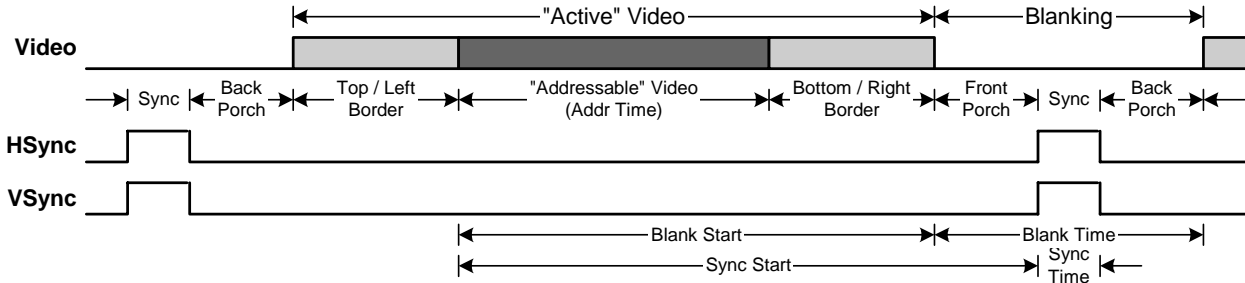 "Active" Video
Blanking
Video
Sync
Back
Porch
Top / Left
Border
"Addressable" Video
(Addr Time)
Bottom / Right
Border
Front
Porch
Sync
Back
Porch
HSync
VSync
Blank Start
Blank Time
Sync Start
Sync
Time